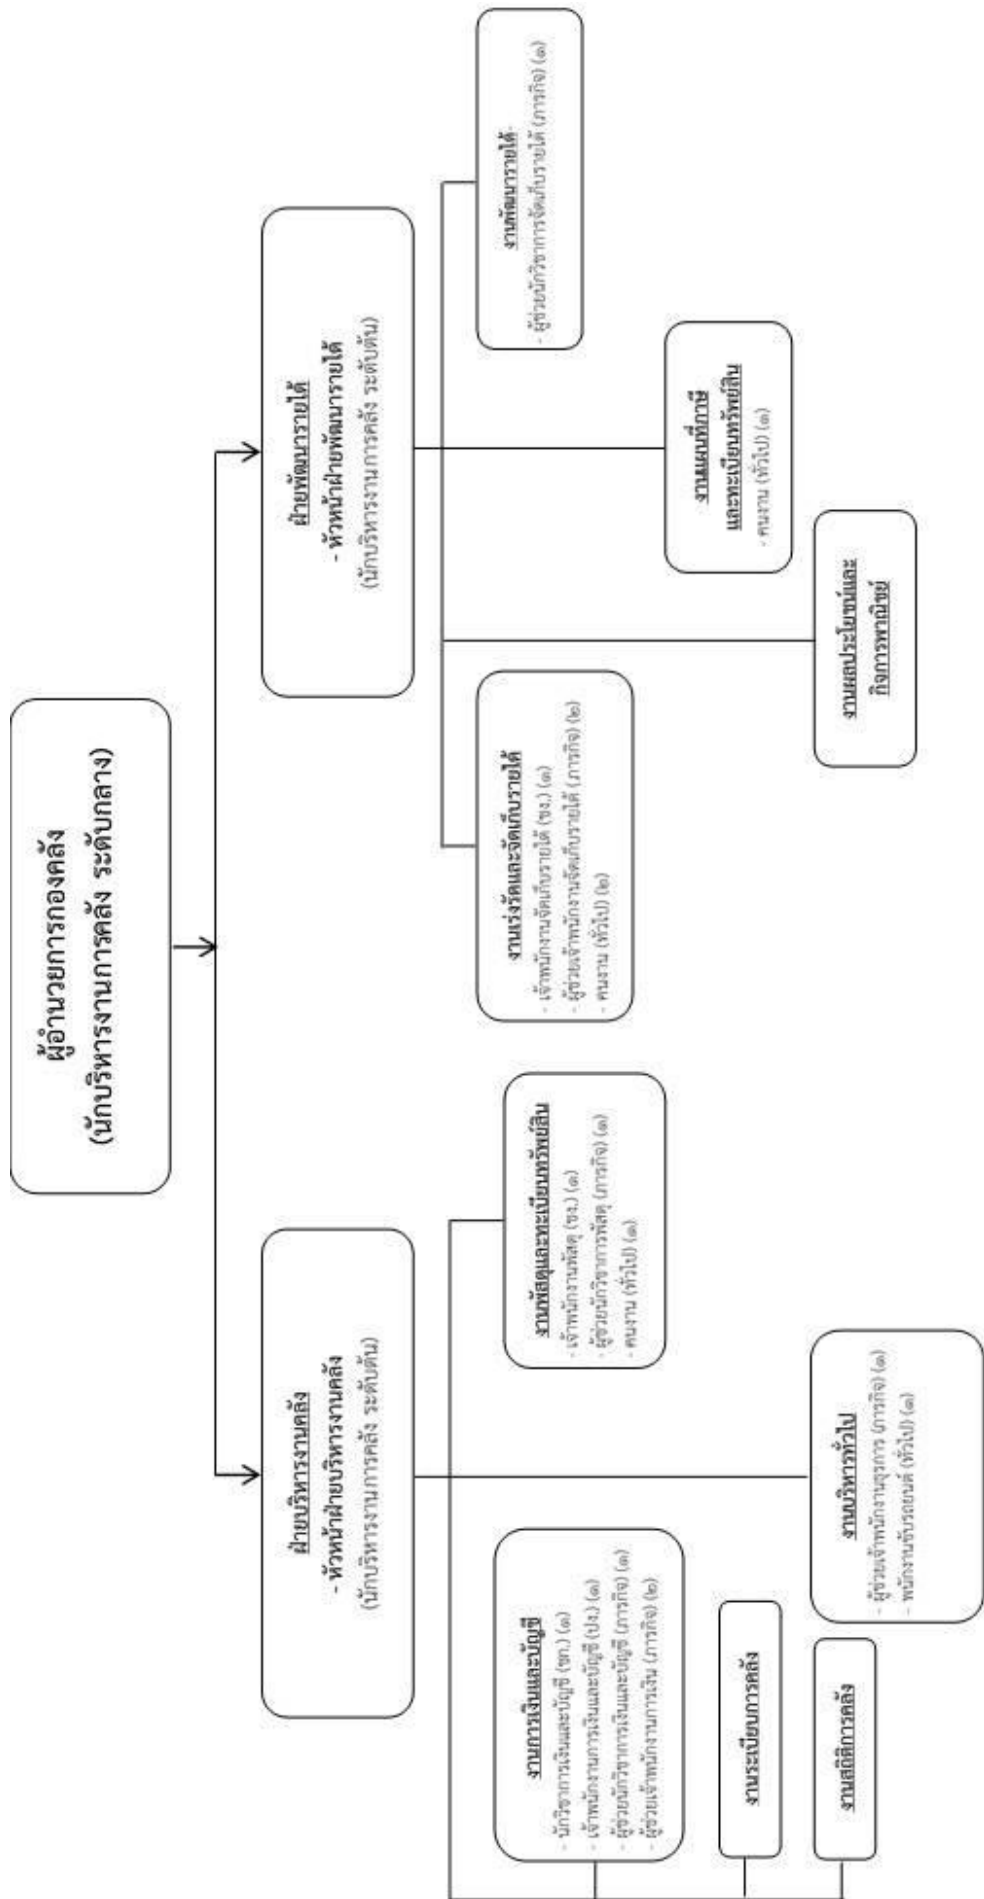 ผู้อำนวยการกองคลัง
(นักบริหารงานการคลัง ระดับกลาง)
ฝ่ายบริหารงานคลัง
- หัวหน้าฝ่ายบริหารงานคลัง
(นักบริหารงานการคลัง ระดับต้น)
ฝ่ายพัฒนารายได้
- หัวหน้าฝ่ายพัฒนารายได้
(นักบริหารงานการคลัง ระดับต้น)
งานการเงินและบัญชี
- นักวิชาการเงินและบัญชี (ชก.) (๑)
- เจ้าพนักงานการเงินและบัญชี (ปง.) (๑)
- ผู้ช่วยนักวิชาการเงินและบัญชี (ภารกิจ) (๑)
- ผู้ช่วยเจ้าพนักงานการเงิน (ภารกิจ) (๒)
งานระเบียบการคลัง
งานสถิติการคลัง
งานบริหารทั่วไป
- ผู้ช่วยเจ้าพนักงานธุรการ (ภารกิจ) (๑)
- พนักงานขับรถยนต์ (ทั่วไป) (๑)
งานพัสดุและทะเบียนทรัพย์สิน
- เจ้าพนักงานพัสดุ (ชง.) (๑)
- ผู้ช่วยนักวิชาการพัสดุ (ภารกิจ) (๑)
- คนงาน (ทั่วไป) (๑)
งานเร่งรัดและจัดเก็บรายได้
- เจ้าพนักงานจัดเก็บรายได้ (ชง.) (๑)
- ผู้ช่วยเจ้าพนักงานจัดเก็บรายได้ (ภารกิจ) (๒)
- คนงาน (ทั่วไป) (๒)
งานผลประโยชน์และ
กิจการพาณิชย์
งานแผนที่ภาษี
และทะเบียนทรัพย์สิน
- คนงาน (ทั่วไป) (๑)
งานพัฒนารายได้
- ผู้ช่วยนักวิชาการจัดเก็บรายได้ (ภารกิจ) (๑)